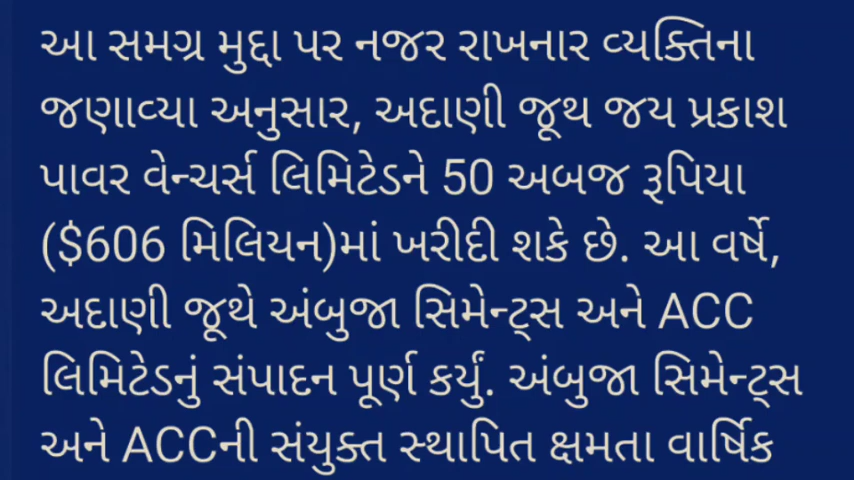 આ સમગ્ર મુદ્દા પર નજર રાખનાર વ્યક્તિના
જણાવ્યા અનુસાર, અદાણી જૂથ જય પ્રકાશ
પાવર વેન્ચર્સ લિમિટેડને 50 અબજ રૂપિયા
($606 મિલિયન)માં ખરીદી શકે છે. આ વર્ષે,
અદાણી જૂથે અંબુજા સિમેન્ટ્સ અને ACC
લિમિટેડનું સંપાદન પૂર્ણ કર્યું. અંબુજા સિમેન્ટ્સ
અને ACCની સંયુક્ત સ્થાપિત ક્ષમતા વાર્ષિક